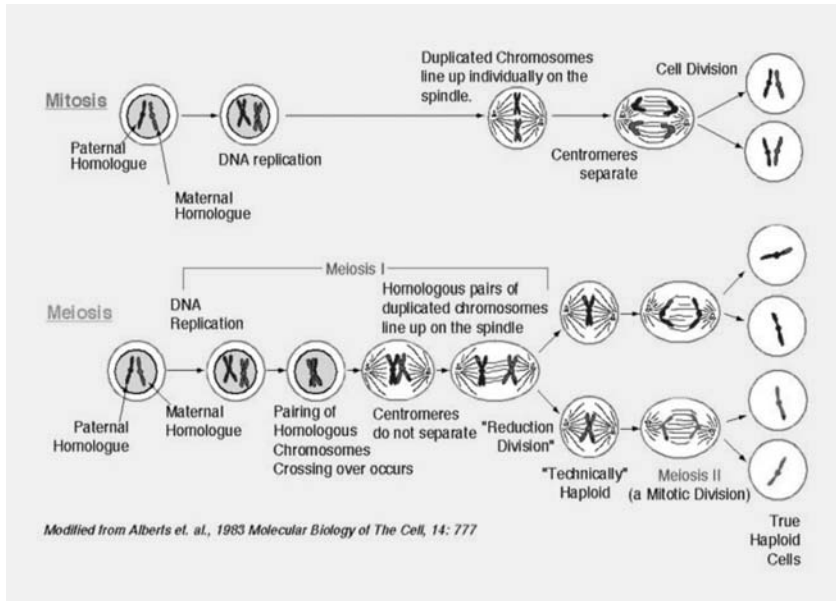 Mitosis
Paternal
Homologue
Maternal
Homologue
DNA replication
Duplicated Chromosomes
line up individually on the
spindle.
Centromeres
separate
Cell Division
Meiosis
Meiosis I
DNA
Replication
Homologous pairs of
duplicated chromosomes
line up on the spindle
Paternal
Homologue
Maternal
Homologue
Pairing of
Homologous
Chromosomes
Crossing over occurs
Centromeres
do not separate
"Reduction
Division"
"Technically"
Haploid
Meiosis II
(a Mitotic Division)
True
Haploid
Cells
Modified from Alberts et. al., 1983 Molecular Biology of The Cell, 14: 777